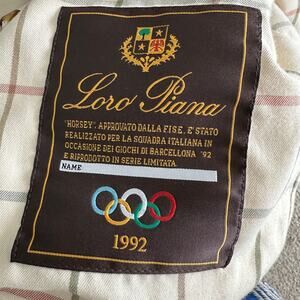 Loro Piana
"HORSEY", APPROVATO DALLA F.I.S.E., E' STATO
REALIZZATO PER LA SQUADRA ITALIANA IN
OCCASIONE DEI GIOCHI DI BARCELLONA '92
E RIPRODOTTO IN SERIE LIMITATA.
NAME
1992